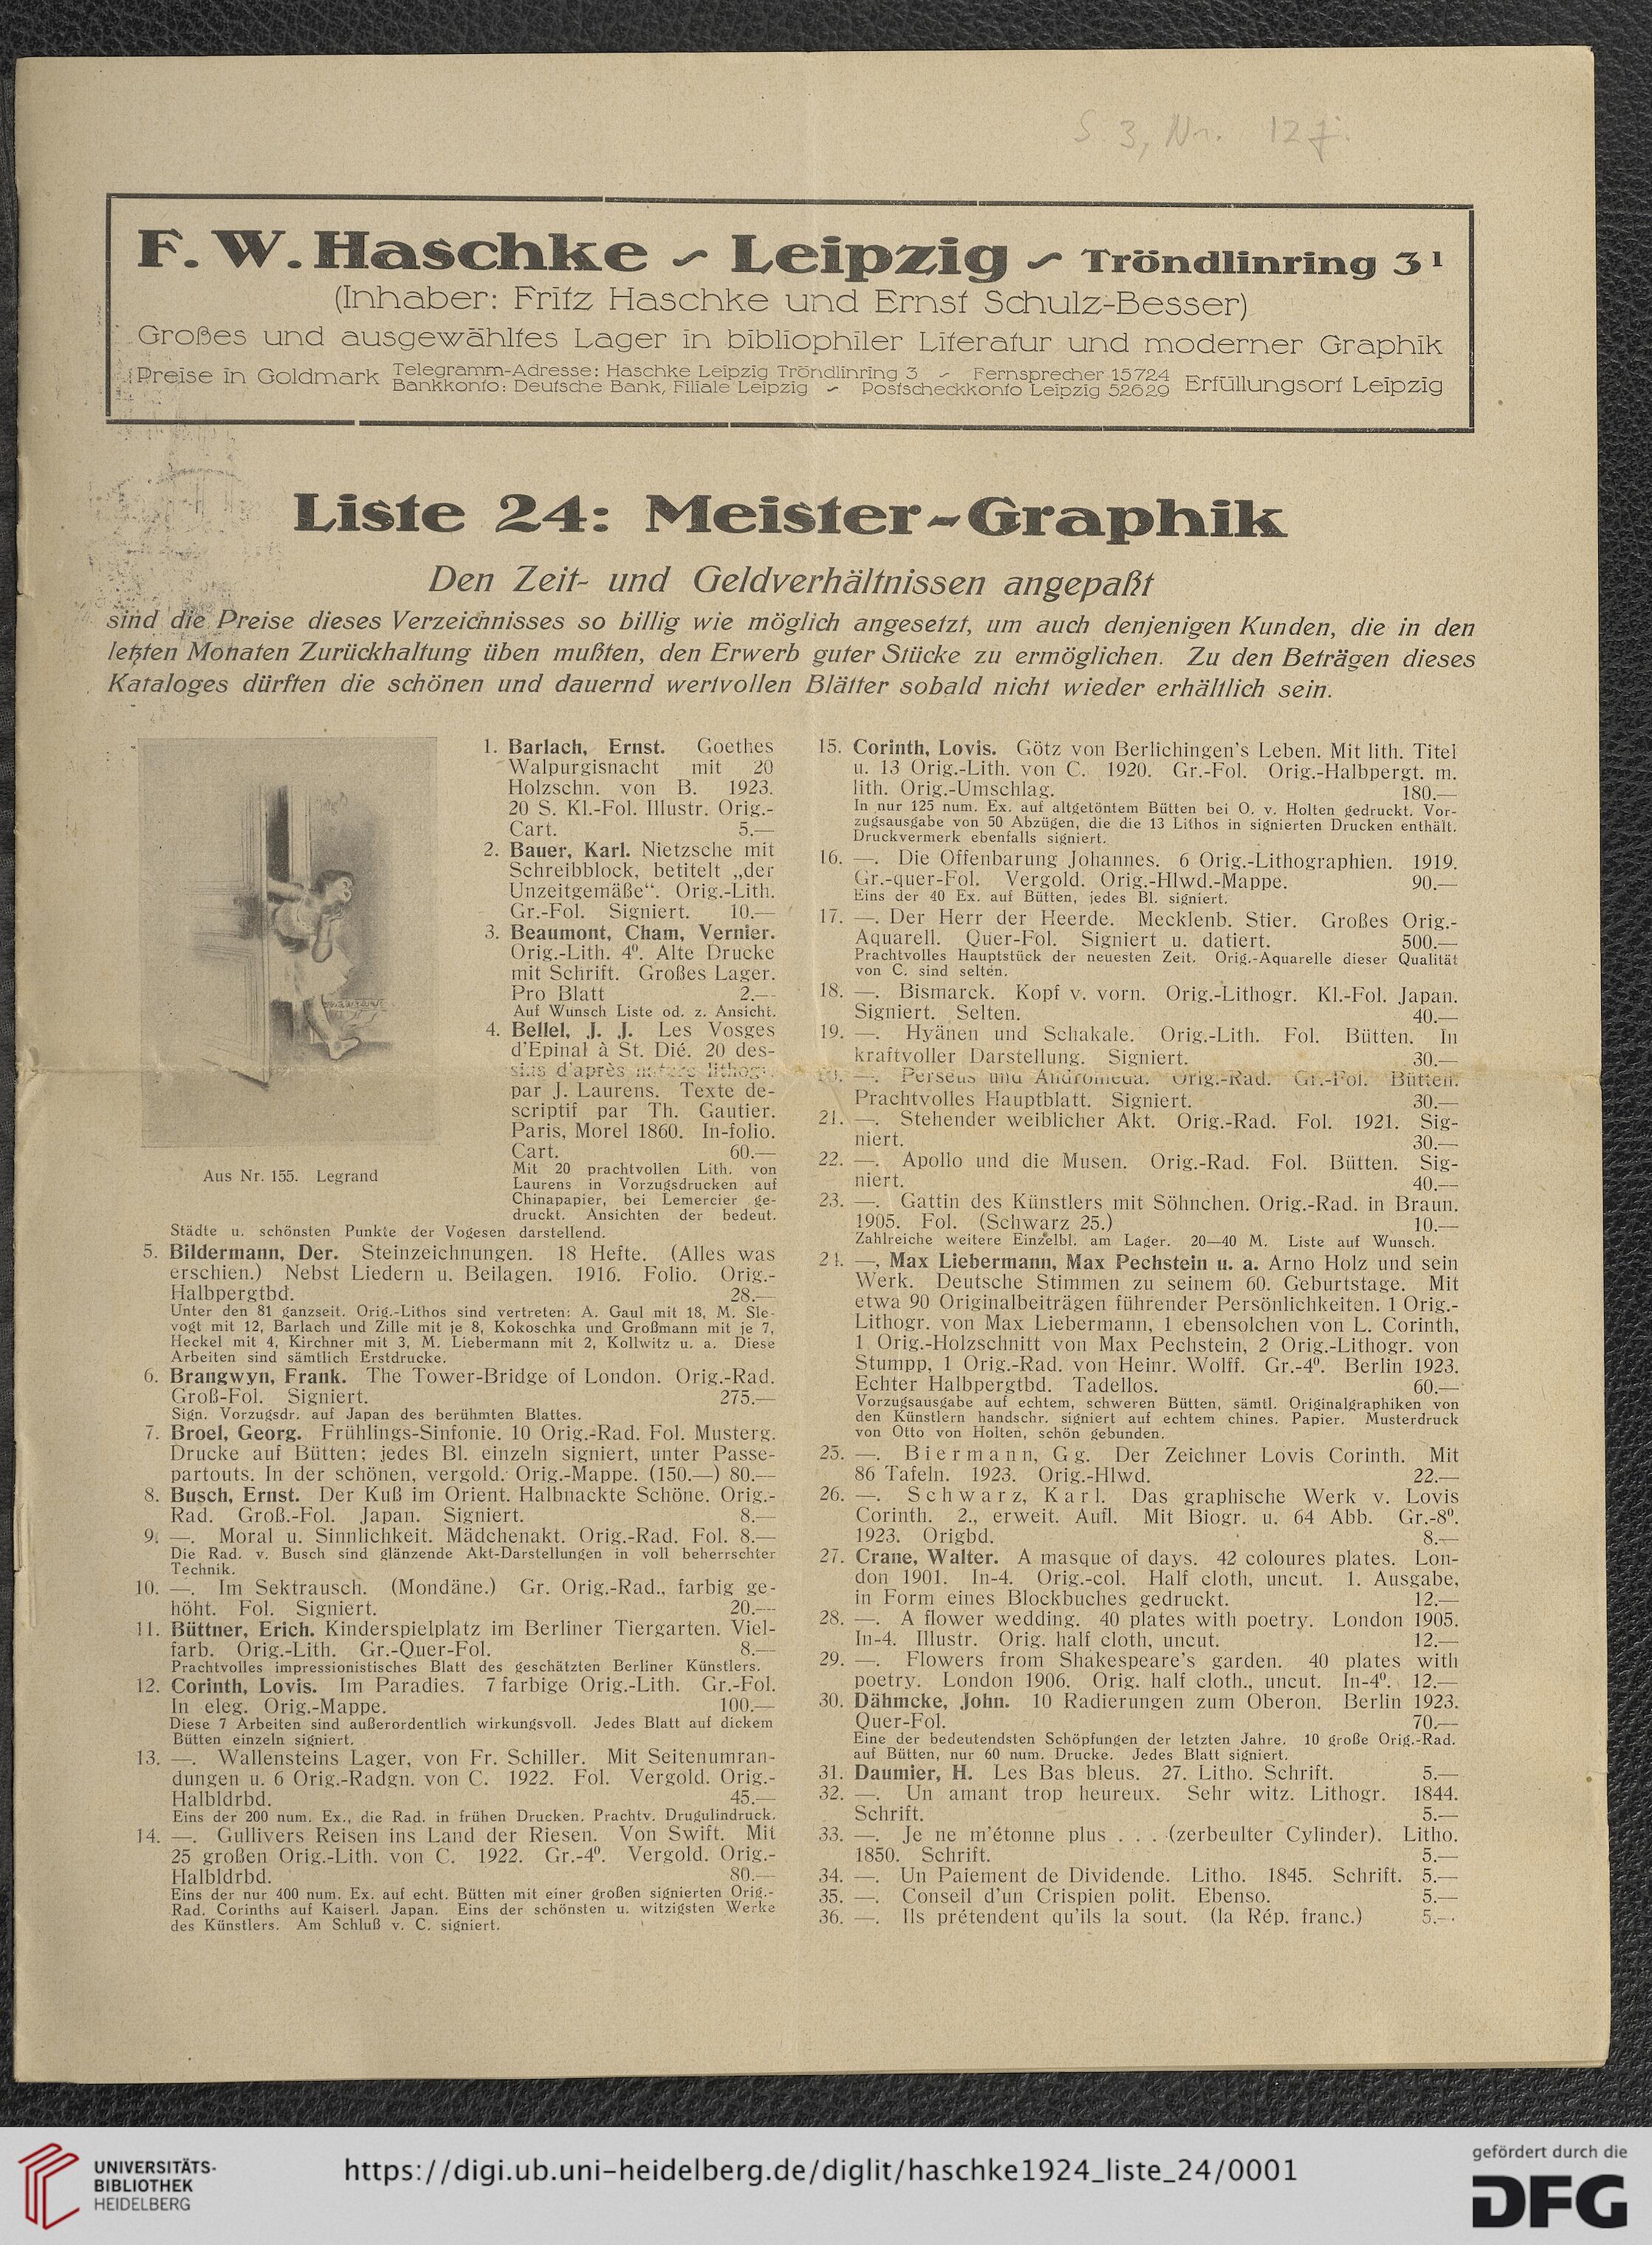 S. 3, Nr. 127.
F. W. Haschke ~ Leipzig ~ Tröndlinring 3 I
(Inhaber: Fritz Haschke und Ernst Schulz-Besser)
Großes und ausgewähltes Lager in bibliophiler Literatur und moderner Graphik
Preise in Goldmark
Telegramm-Adresse: Haschke Leipzig Tröndlinring 3 ~ Fernsprecher 15724
Bankkonto: Deutsche Bank, Filiale Leipzig ~ Postscheckkonto Leipzig 52629
Erfüllungsort Leipzig
Liste 24: Meister-Graphik
Den Zeit- und Geldverhältnissen angepaßt
sind die Preise dieses Verzeichnisses so billig wie möglich angesetzt, um auch denjenigen Kunden, die in den
letzten Monaten Zurückhaltung üben mußten, den Erwerb guter Stücke zu ermöglichen. Zu den Beträgen dieses
Kataloges dürften die schönen und dauernd wertvollen Blätter sobald nicht wieder erhältlich sein.
Aus Nr. 155. Legrand
1. Barlach, Ernst. Goethes
Walpurgisnacht mit 20
Holzschn. von B. 1923.
20 S. Kl.-Fol. Illustr. Orig.-
Cart. 5.—
2. Bauer, Karl. Nietzsche mit
Schreibblock, betitelt „der
Unzeitgemäße“. Orig.-Lith.
Gr.-Fol. Signiert. 10.—
3. Beaumont, Cham, Vernier.
Orig.-Lith. 4º. Alte Drucke
mit Schrift. Großes Lager.
Pro Blatt 2.—
Auf Wunsch Liste od. z. Ansicht.
4. Bellel, J. J. Les Vosges
d'Epinal à St. Dié. 20 des-
sins d'après nature lithogr.
par J. Laurens. Texte de-
scriptif par Th. Gautier.
Paris, Morel 1860. In-folio.
Cart. 60.—
Mit 20 prachtvollen Lith. von
Laurens in Vorzugsdrucken auf
Chinapapier, bei Lemercier ge-
druckt. Ansichten der bedeut.
Städte u. schönsten Punkte der Vogesen darstellend.
5. Bildermann, Der. Steinzeichnungen. 18 Hefte. (Alles was
erschien.) Nebst Liedern u. Beilagen. 1916. Folio. Orig.-
Halbpergtbd. 28.—
Unter den 81 ganzseit. Orig.-Lithos sind vertreten: A. Gaul mit 18, M. Sle-
vogt mit 12, Barlach und Zille mit je 8, Kokoschka und Großmann mit je 7,
Heckel mit 4, Kirchner mit 3, M. Liebermann mit 2, Kollwitz u. a. Diese
Arbeiten sind sämtlich Erstdrucke.
6. Brangwyn, Frank. The Tower-Bridge of London. Orig.-Rad.
Groß-Fol. Signiert. 275.—
Sign. Vorzugsdr. auf Japan des berühmten Blattes.
7. Broel, Georg. Frühlings-Sinfonie. 10 Orig.-Rad. Fol. Musterg.
Drucke auf Bütten; jedes Bl. einzeln signiert, unter Passe-
partouts. In der schönen, vergold. Orig.-Mappe. (150.—) 80.—
8. Busch, Ernst. Der Kuß im Orient. Halbnackte Schöne. Orig.-
Rad. Groß.-Fol. Japan. Signiert. 8.—
9. —. Moral u. Sinnlichkeit. Mädchenakt. Orig.-Rad. Fol. 8.—
Die Rad. v. Busch sind glänzende Akt-Darstellungen in voll beherrschter
Technik.
10. —. Im Sektrausch. (Mondäne.) Gr. Orig.-Rad., farbig ge-
höht. Fol. Signiert. 20.—
11. Büttner, Erich. Kinderspielplatz im Berliner Tiergarten. Viel-
farb. Orig.-Lith. Gr.-Quer-Fol. 8.—
Prachtvolles impressionistisches Blatt des geschätzten Berliner Künstlers.
12. Corinth, Lovis. Im Paradies. 7 farbige Orig.-Lith. Gr.-Fol.
In eleg. Orig.-Mappe. 100.—
Diese 7 Arbeiten sind außerordentlich wirkungsvoll. Jedes Blatt auf dickem
Bütten einzeln signiert.
13. —. Wallensteins Lager, von Fr. Schiller. Mit Seitenumran-
dungen u. 6 Orig.-Radgn. von C. 1922. Fol. Vergold. Orig.-
Halbldrbd. 45.—
Eins der 200 num. Ex., die Rad. in frühen Drucken. Prachtv. Drugulindruck.
14. —. Gullivers Reisen ins Land der Riesen. Von Swift. Mit
25 großen Orig.-Lith. von C. 1922. Gr.-4º. Vergold. Orig.-
Halbldrbd. 80.—
Eins der nur 400 num. Ex. auf echt. Bütten mit einer großen signierten Orig.-
Rad. Corinths auf Kaiserl. Japan. Eins der schönsten u. witzigsten Werke
des Künstlers. Am Schluß v. C. signiert.
15. Corinth, Lovis. Götz von Berlichingen's Leben. Mit lith. Titel
u. 13 Orig.-Lith. von C. 1920. Gr.-Fol. Orig.-Halbpergt. m.
lith. Orig.-Umschlag. 180.—
In nur 125 num. Ex. auf altgetöntem Bütten bei O. v. Holten gedruckt. Vor-
zugsausgabe von 50 Abzügen, die die 13 Lithos in signierten Drucken enthält.
Druckvermerk ebenfalls signiert.
16. —. Die Offenbarung Johannes. 6 Orig.-Lithographien. 1919.
Gr.-quer-Fol. Vergold. Orig.-Hlwd.-Mappe. 90.—
Eins der 40 Ex. auf Bütten, jedes Bl. signiert.
17. —. Der Herr der Heerde. Mecklenb. Stier. Großes Orig.-
Aquarell. Quer-Fol. Signiert u. datiert. 500.—
Prachtvolles Hauptstück der neuesten Zeit. Orig.-Aquarelle dieser Qualität
von C. sind selten.
18. —. Bismarck. Kopf v. vorn. Orig.-Lithogr. Kl.-Fol. Japan.
Signiert. Selten. 40.—
19. —. Hyänen und Schakale. Orig.-Lith. Fol. Bütten. In
kraftvoller Darstellung. Signiert. 30.—
20. —. Perseus und Andromeda. Orig.-Rad. Gr.-Fol. Bütten.
Prachtvolles Hauptblatt. Signiert. 30.—
21. —. Stehender weiblicher Akt. Orig.-Rad. Fol. 1921. Sig-
niert. 30.—
22. —. Apollo und die Musen. Orig.-Rad. Fol. Bütten. Sig-
niert. 40.—
23. —. Gattin des Künstlers mit Söhnchen. Orig.-Rad. in Braun.
1905. Fol. (Schwarz 25.) 10.—
Zahlreiche weitere Einzelbl. am Lager. 20—40 M. Liste auf Wunsch.
24. —, Max Liebermann, Max Pechstein u. a. Arno Holz und sein
Werk. Deutsche Stimmen zu seinem 60. Geburtstage. Mit
etwa 90 Originalbeiträgen führender Persönlichkeiten. 1 Orig.-
Lithogr. von Max Liebermann, 1 ebensolchen von L. Corinth,
1 Orig.-Holzschnitt von Max Pechstein, 2 Orig.-Lithogr. von
Stumpp, 1 Orig.-Rad. von Heinr. Wolff. Gr.-4º. Berlin 1923.
Echter Halbpergtbd. Tadellos. 60.—
Vorzugsausgabe auf echtem, schweren Bütten, sämtl. Originalgraphiken von
den Künstlern handschr. signiert auf echtem chines. Papier. Musterdruck
von Otto von Holten, schön gebunden.
25. —. Biermann, Gg. Der Zeichner Lovis Corinth. Mit
86 Tafeln. 1923. Orig.-Hlwd. 22.—
26. —. Schwarz, Karl. Das graphische Werk v. Lovis
Corinth. 2., erweit. Aufl. Mit Biogr. u. 64 Abb. Gr.-8º.
1923. Origbd. 8.—
27. Crane, Walter. A masque of days. 42 coloures plates. Lon-
don 1901. In-4. Orig.-col. Half cloth, uncut. 1. Ausgabe,
in Form eines Blockbuches gedruckt. 12.—
28. —. A flower wedding. 40 plates with poetry. London 1905.
In-4. Illustr. Orig. half cloth, uncut. 12.—
29. —. Flowers from Shakespeare's garden. 40 plates with
poetry. London 1906. Orig. half cloth., uncut. In-4º. 12.—
30. Dähmcke, John. 10 Radierungen zum Oberon. Berlin 1923.
Quer-Fol. 70.—
Eine der bedeutendsten Schöpfungen der letzten Jahre. 10 große Orig.-Rad.
auf Bütten, nur 60 num. Drucke. Jedes Blatt signiert.
31. Daumier, H. Les Bas bleus. 27. Litho. Schrift. 5.—
32. —. Un amant trop heureux. Sehr witz. Lithogr. 1844.
Schrift. 5.—
33. —. Je ne m'étonne plus . . . (zerbeulter Cylinder). Litho.
1850. Schrift. 5.—
34. —. Un Paiement de Dividende. Litho. 1845. Schrift. 5.—
35. —. Conseil d'un Crispien polit. Ebenso. 5.—
36. —. Ils prétendent qu'ils la sout. (la Rép. franc.) 5.—
UNIVERSITÄTS-
BIBLIOTHEK
HEIDELBERG
https://digi.ub.uni-heidelberg.de/diglit/haschke1924_liste_24/0001
gefördert durch die
DFG